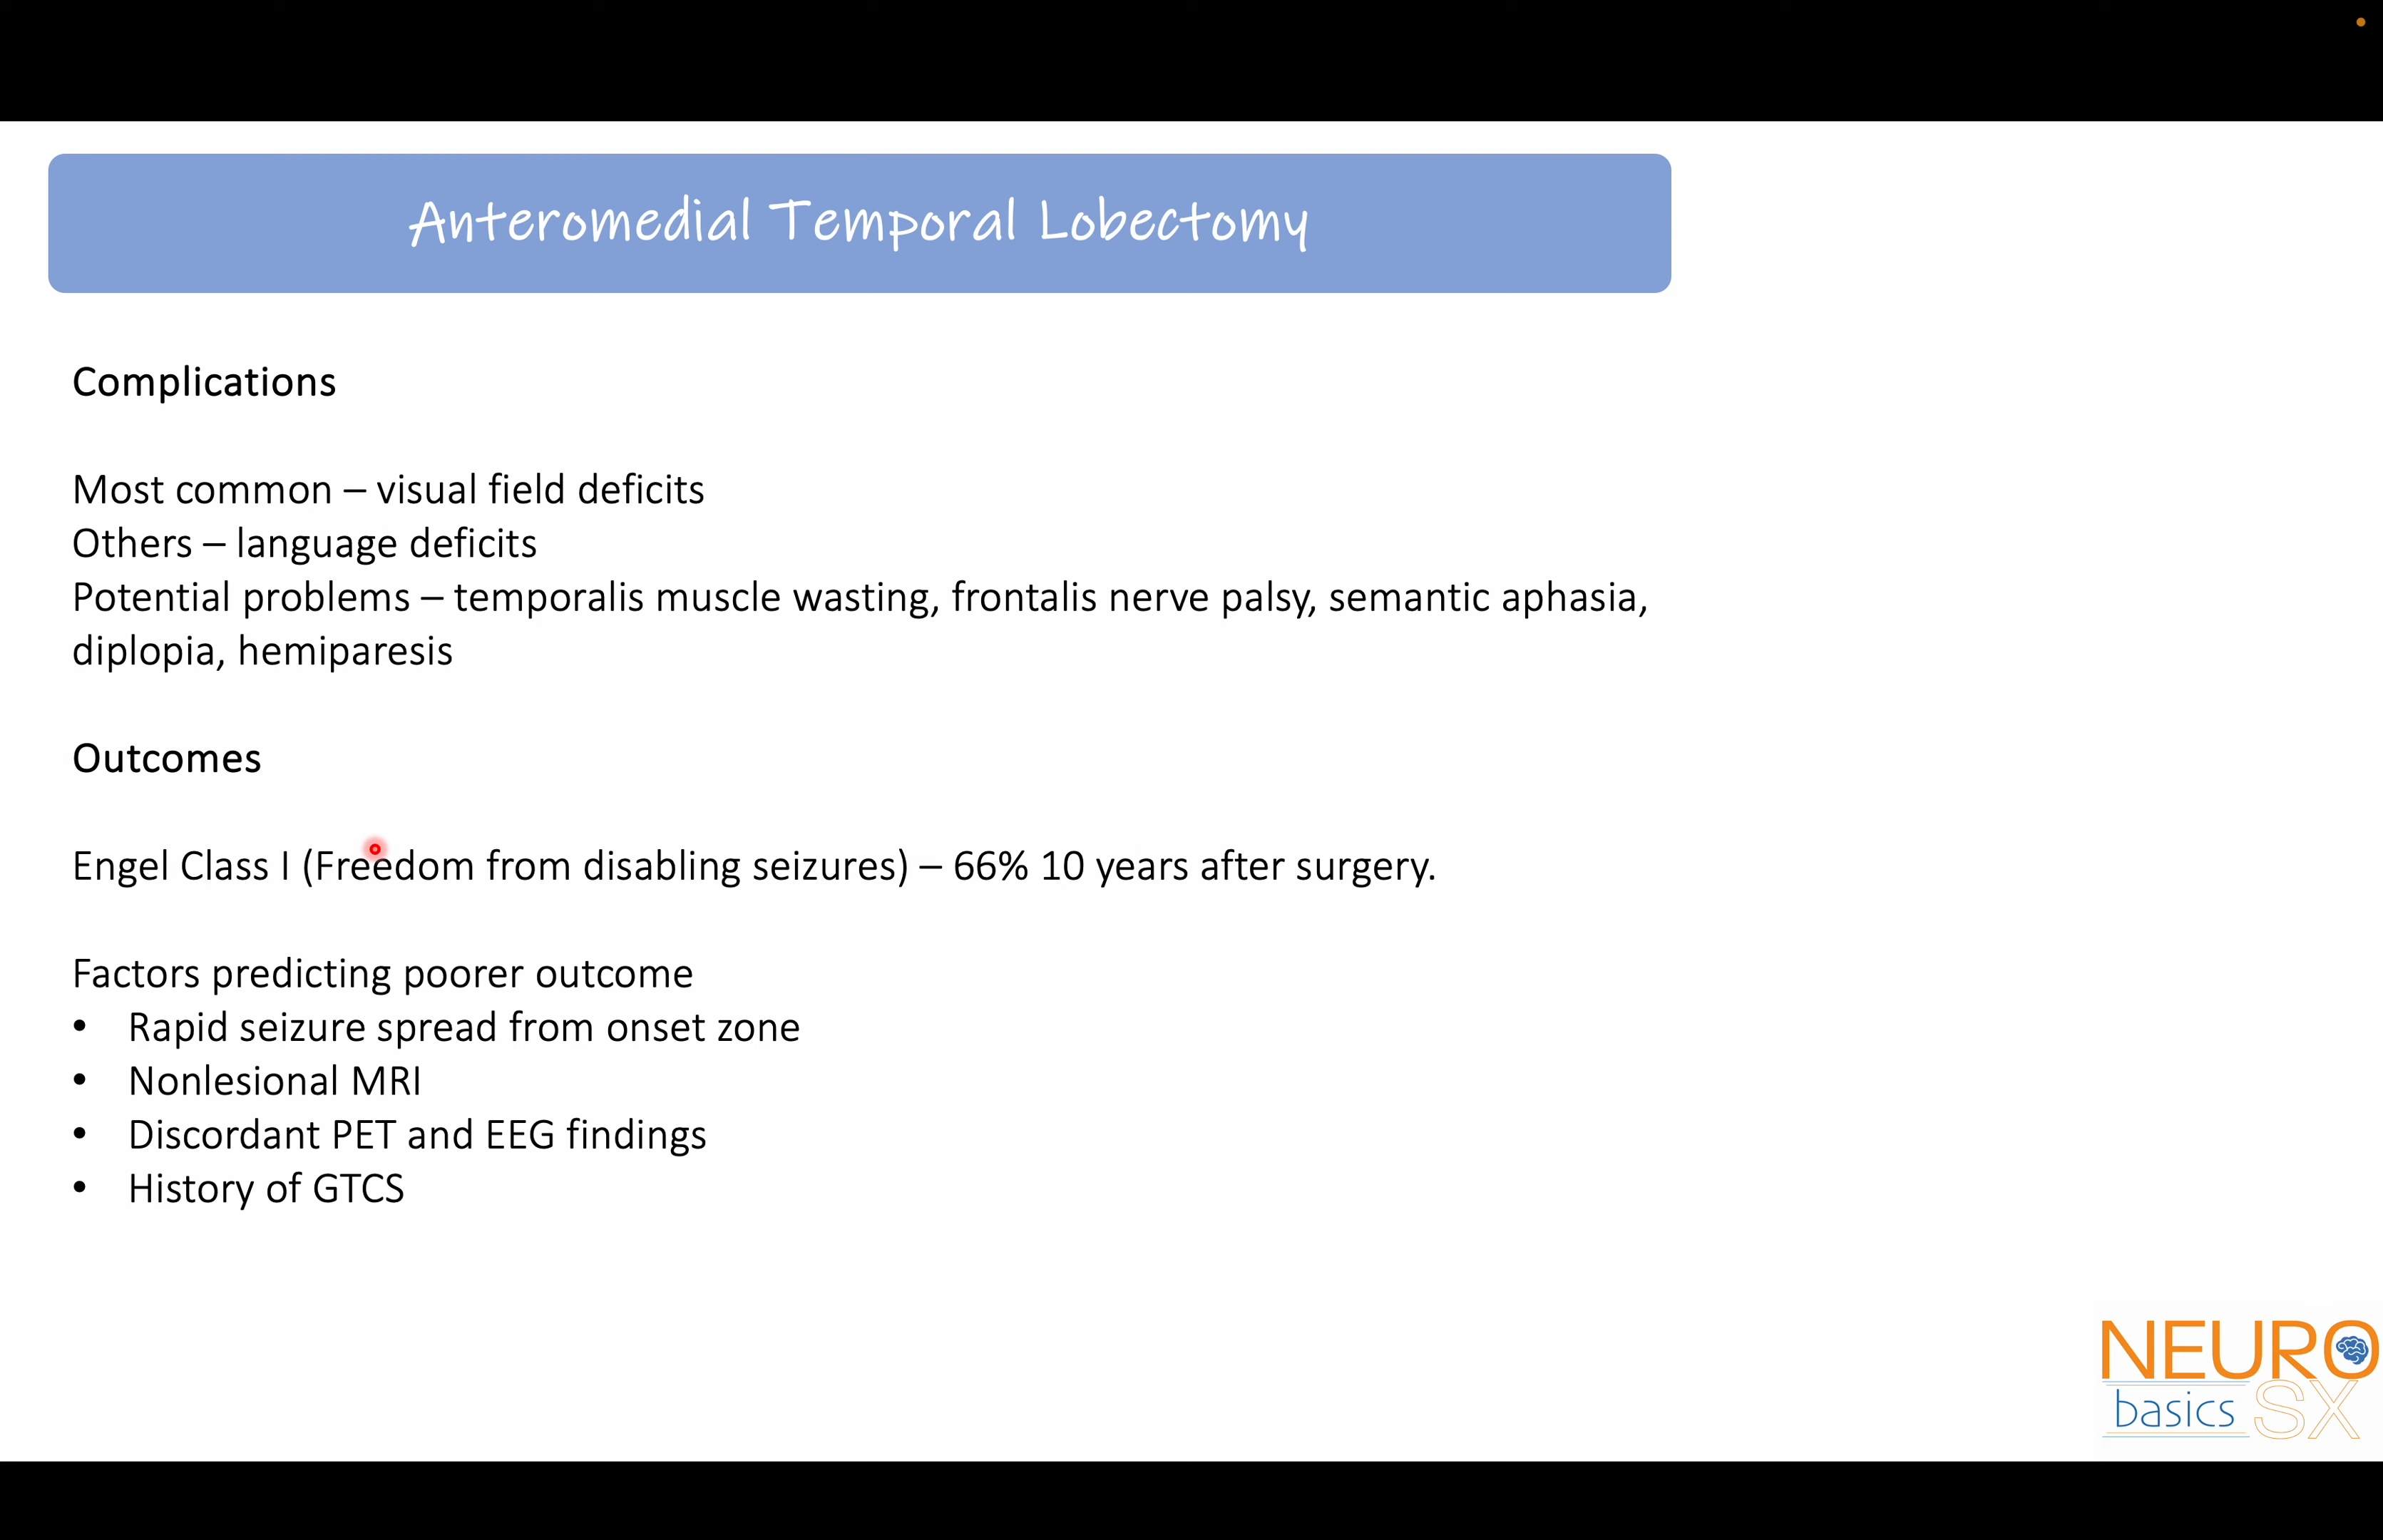 Anteromedial Temporal Lobectomy
Complications
Most common – visual field deficits
Others – language deficits
Potential problems – temporalis muscle wasting, frontalis nerve palsy, semantic aphasia,
diplopia, hemiparesis
Outcomes
Engel Class I (Freedom from disabling seizures) – 66% 10 years after surgery.
Factors predicting poorer outcome
• Rapid seizure spread from onset zone
• Nonlesional MRI
• Discordant PET and EEG findings
• History of GTCS
NEURO
basics SX